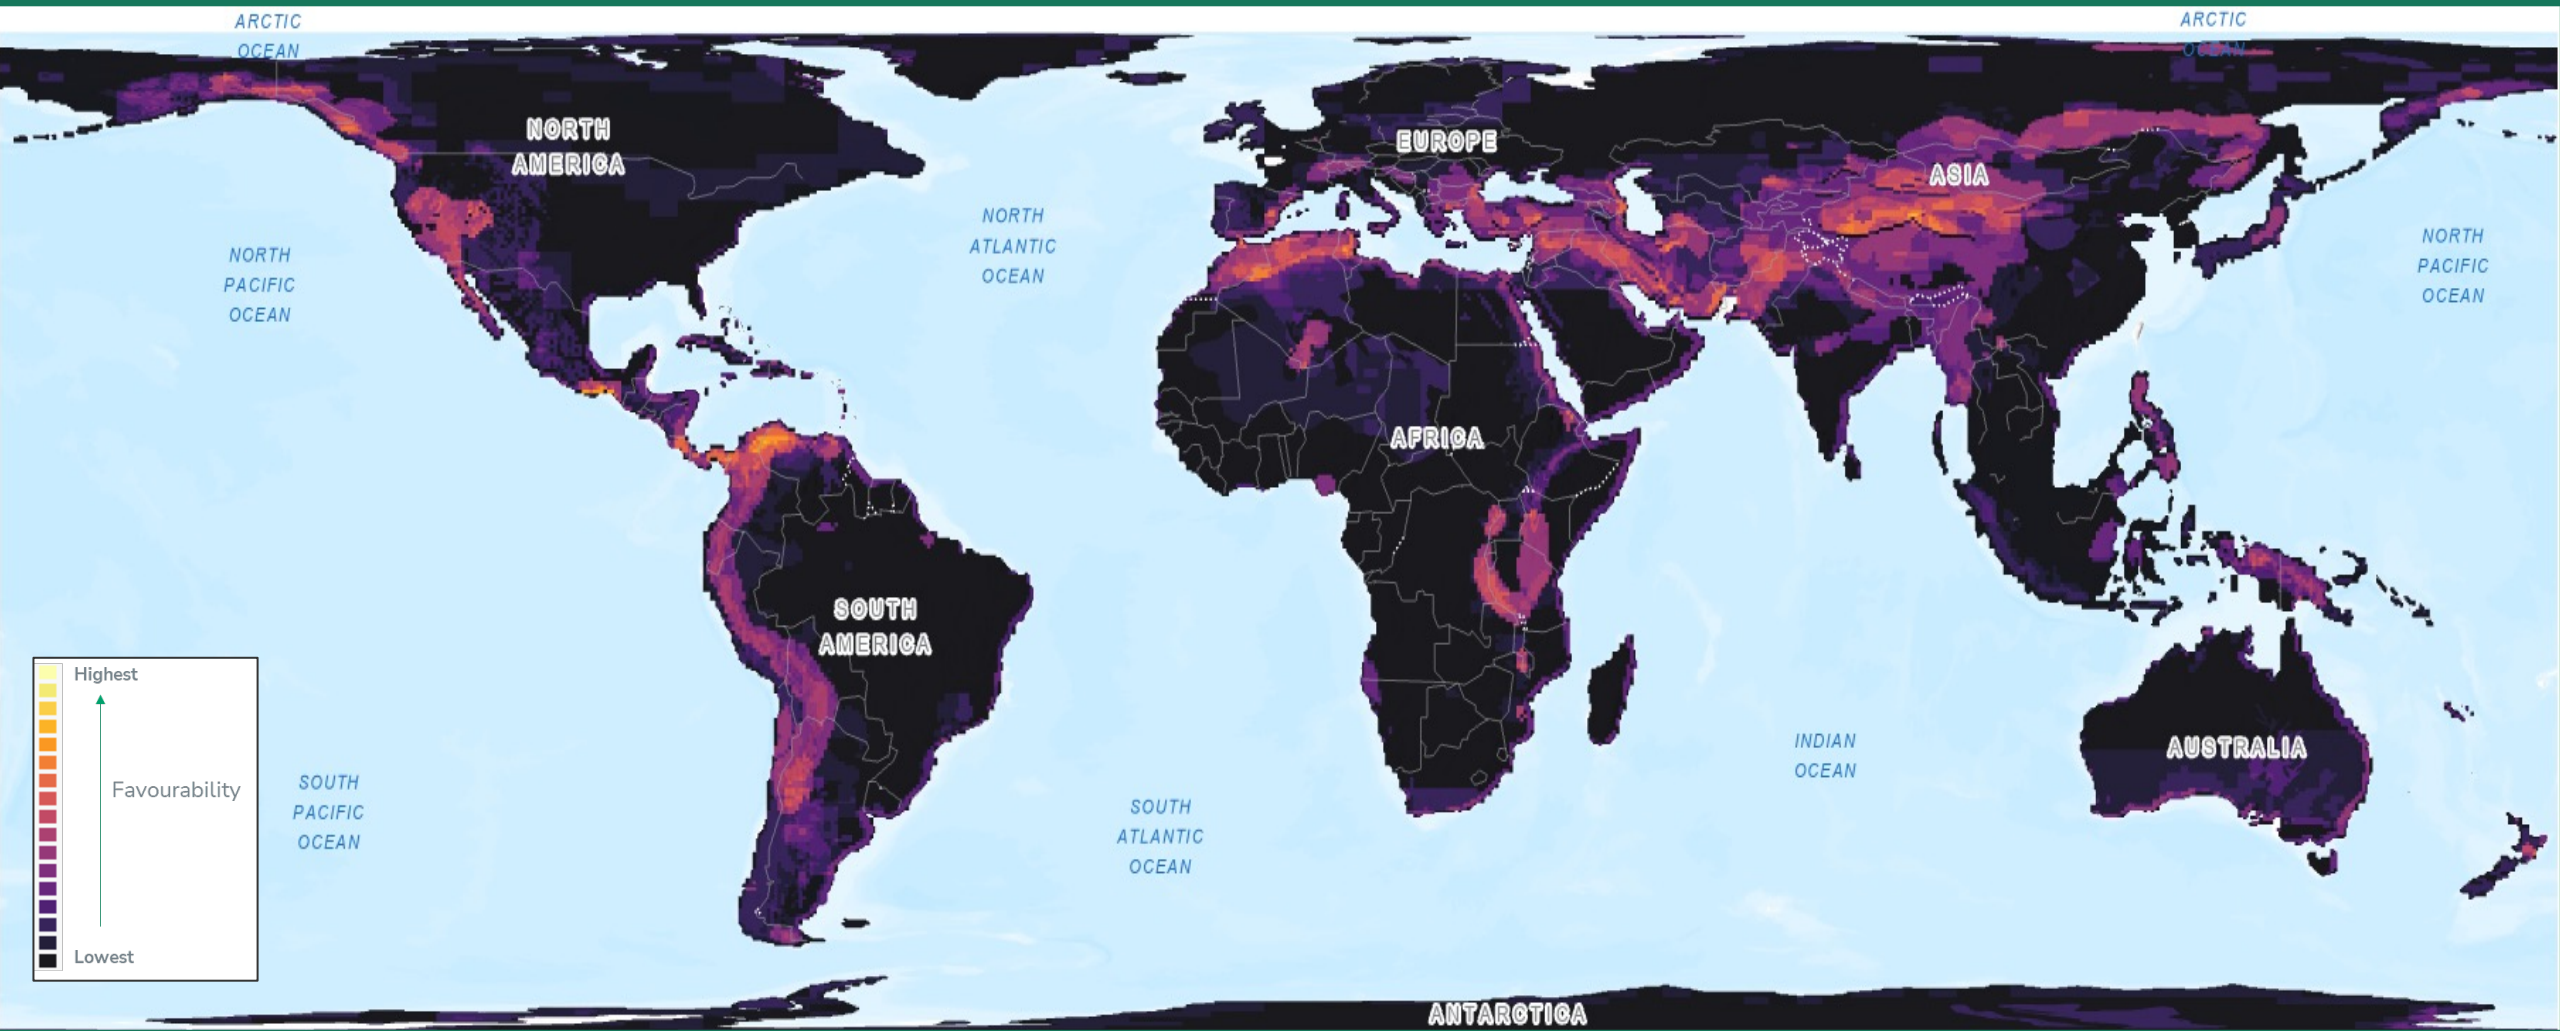 ARCTIC
OCEAN
ARCTIC
OCEAN
NORTH
AMERICA
EUROPE
ASIA
NORTH
ATLANTIC
OCEAN
NORTH
PACIFIC
OCEAN
NORTH
PACIFIC
OCEAN
AFRICA
SOUTH
AMERICA
Highest
Favourability
Lowest
SOUTH
PACIFIC
OCEAN
SOUTH
ATLANTIC
OCEAN
INDIAN
OCEAN
AUSTRALIA
ANTARCTICA